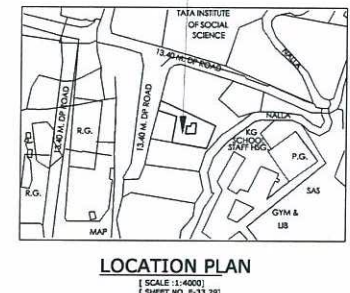 TATA INSTITUTE
OF SOCIAL
SCIENCE
NALLA
13.40 M. DP ROAD
13.40 M. DP ROAD
13.40 M. DP ROAD
R.G.
NALLA
KG
SCHOOL
STAFF HSG.
P.G.
R.G.
SAS
GYM &
LIB
MAP
LOCATION PLAN
[ SCALE :1:4000]